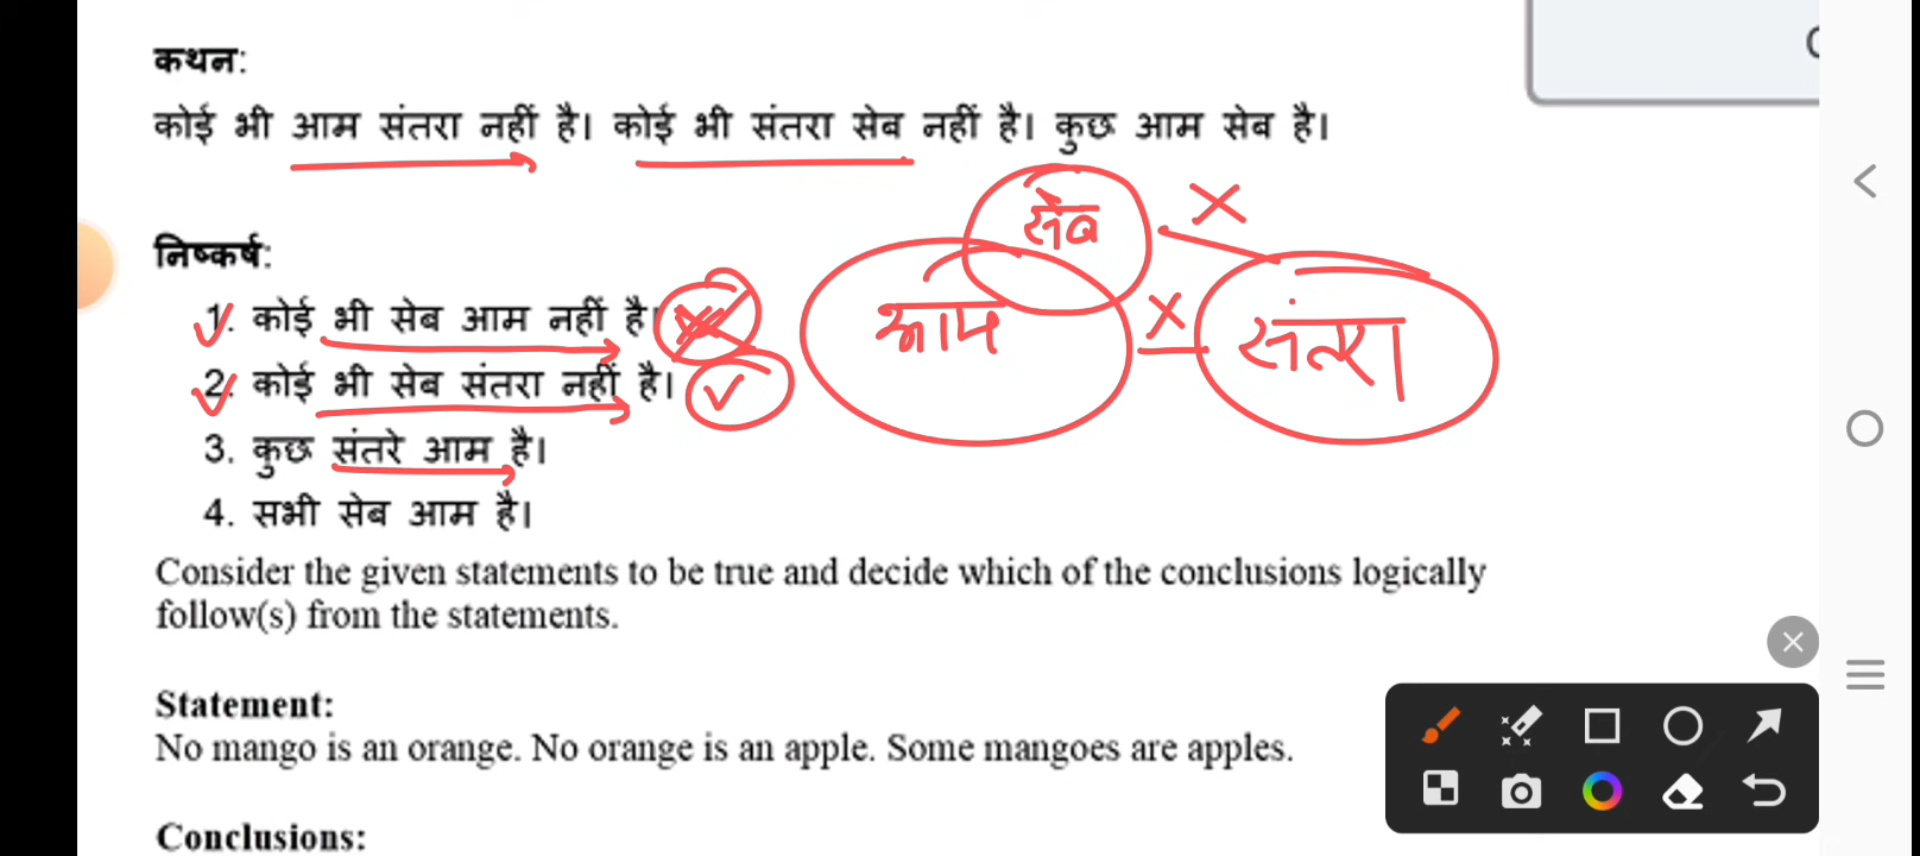 कथन:
कोई भी आम संतरा नहीं है। कोई भी संतरा सेब नहीं है। कुछ आम सेब है।
सेब
निष्कर्ष:
1. कोई भी सेब आम नहीं है।
आम
संतरा
2. कोई भी सेब संतरा नहीं है।
3. कुछ संतरे आम है।
4. सभी सेब आम है।
Consider the given statements to be true and decide which of the conclusions logically
follow(s) from the statements.
Statement:
No mango is an orange. No orange is an apple. Some mangoes are apples.
Conclusions: